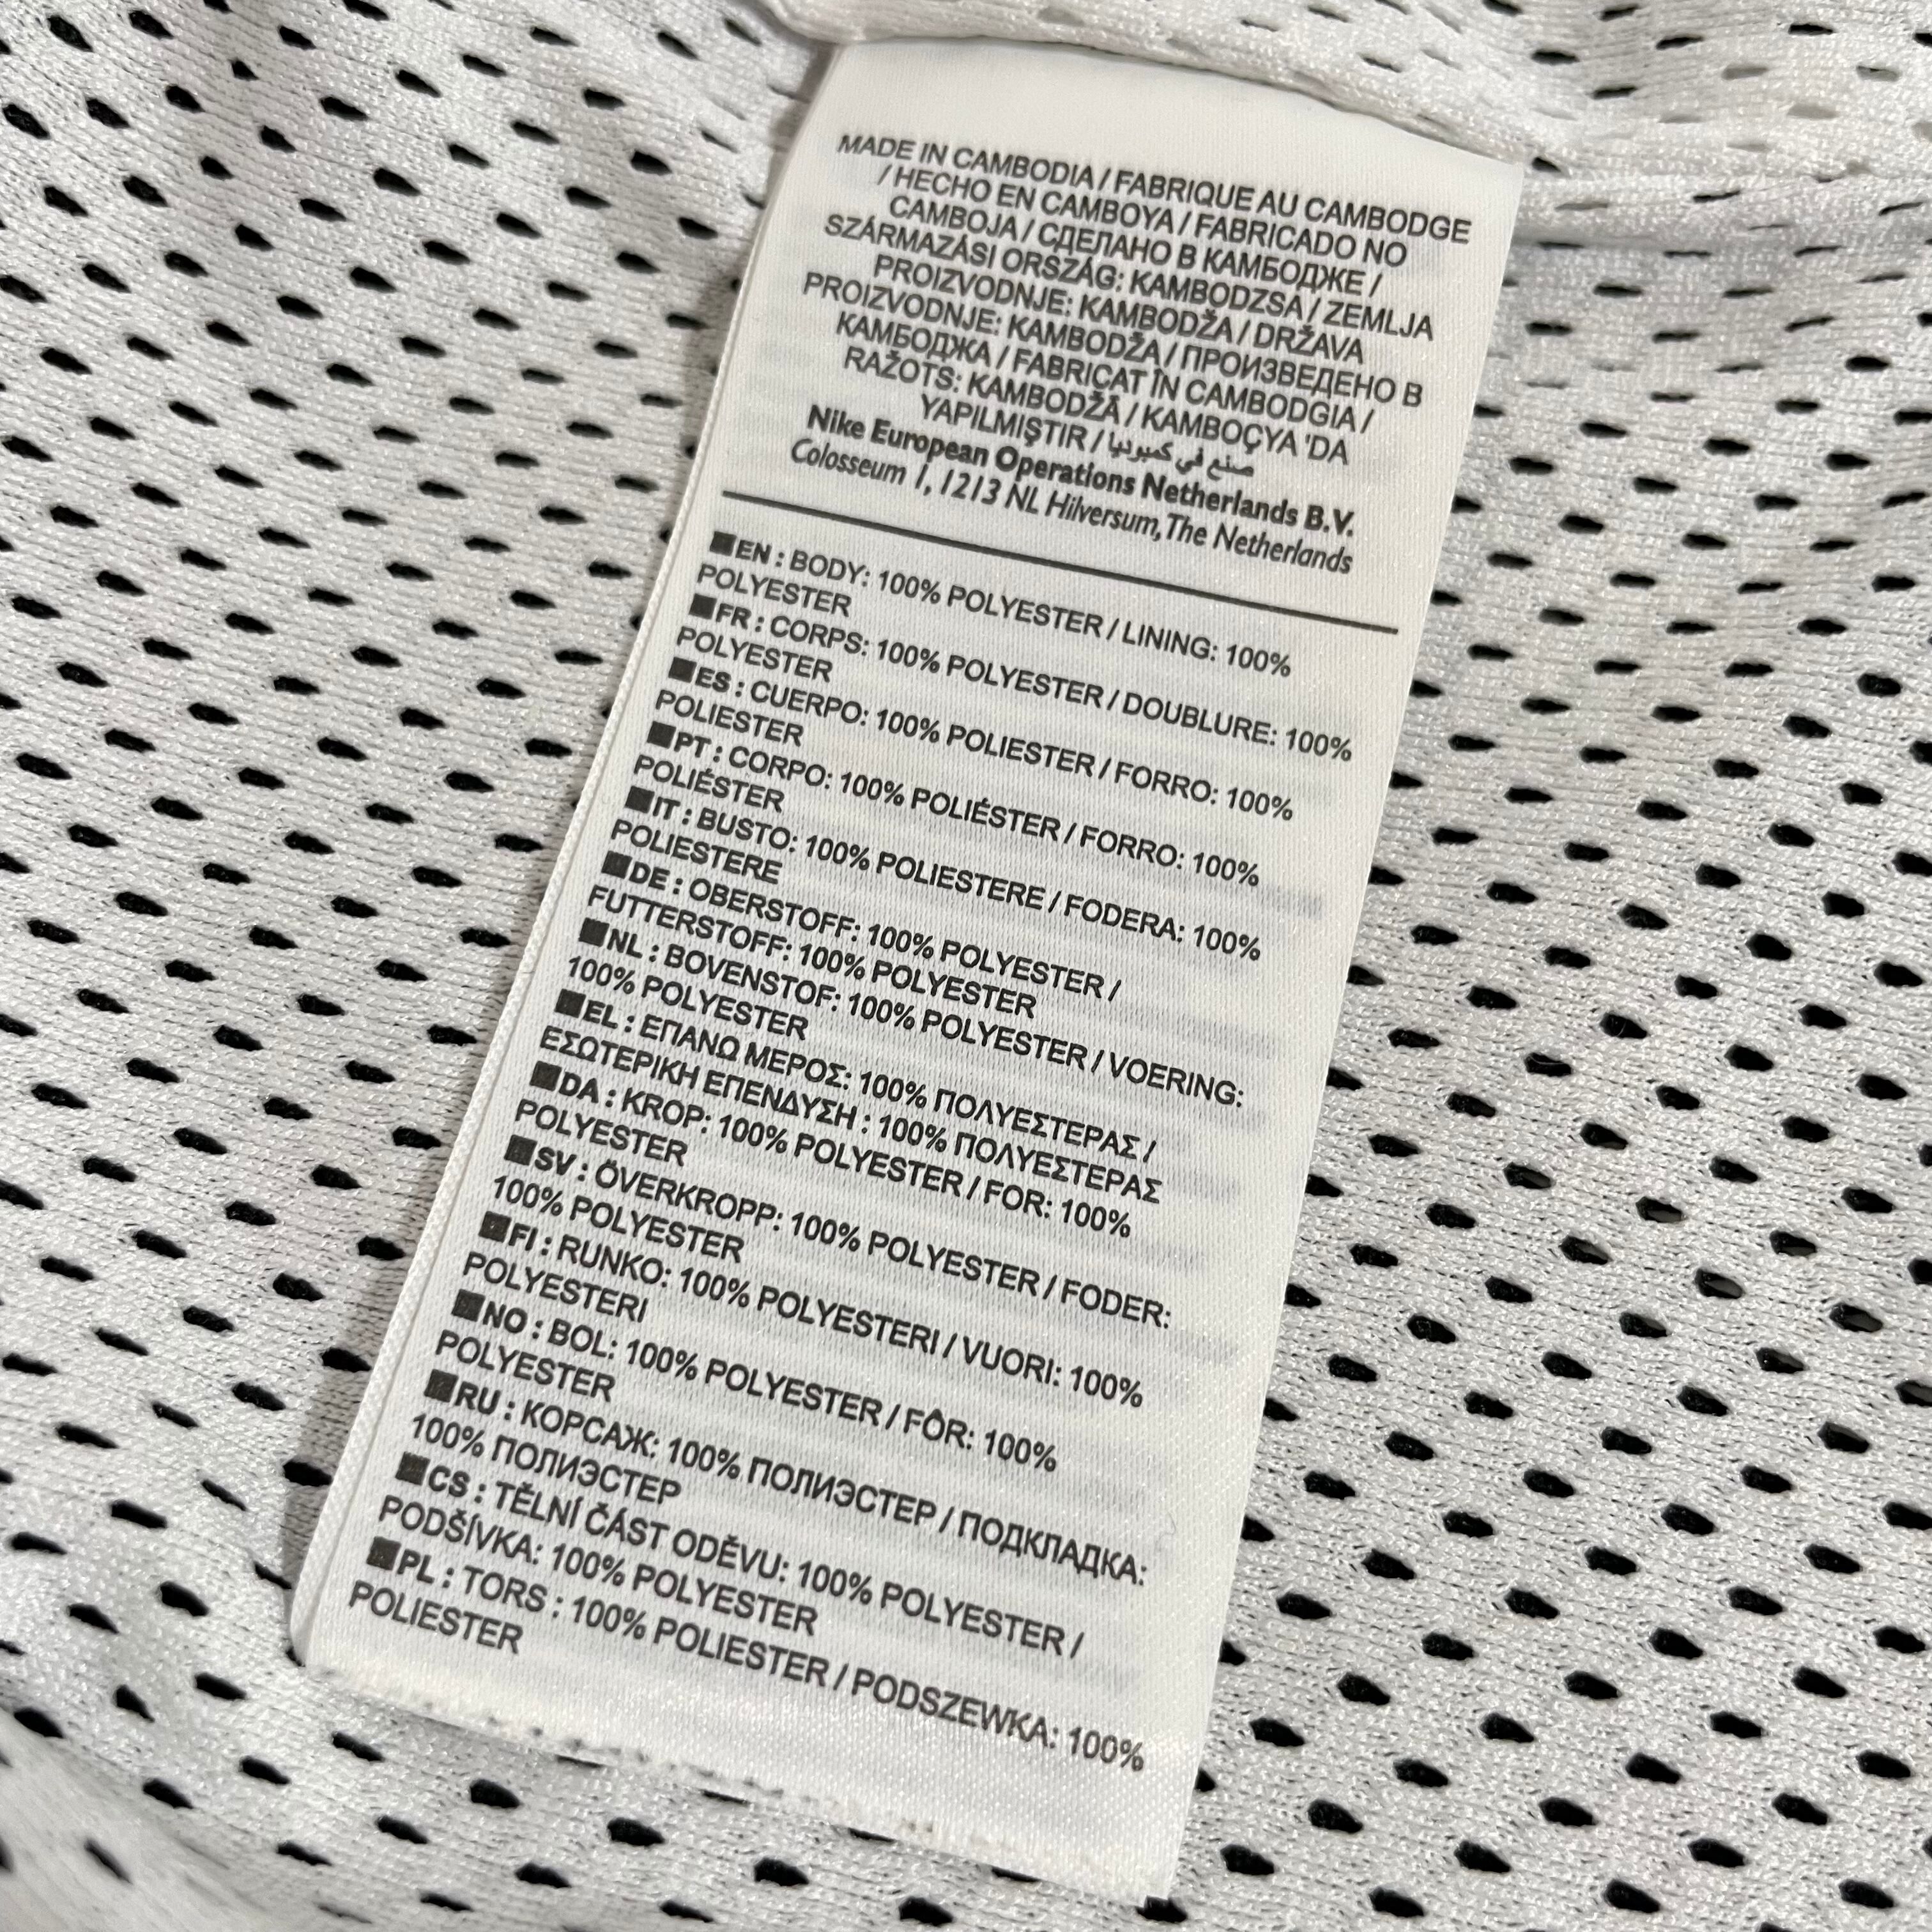 MADE IN CAMBODIA / FABRIQUE AU CAMBODGE
/ HECHO EN CAMBOYA / FABRICADO NO
CAMBOJA / СДЕЛАНО В КАМБОДЖЕ /
SZÁRMAZÁSI ORSZÁG: KAMBODZSA / ZEMLJA
PROIZVODNJE: KAMBODŽA / DRŽAVA
PROIZVODNJE: KAMBODŽA / ПРОИЗВЕДЕНО В
КАМБОДЖА / FABRICAT ÎN CAMBODGIA /
RAŽOTS: KAMBODŽĀ / KAMBOÇYA 'DA
YAPILMIŞTIR / صنع في كمبوديا
Nike European Operations Netherlands B.V.
Colosseum 1, 1213 NL Hilversum, The Netherlands
■EN : BODY: 100% POLYESTER / LINING: 100%
POLYESTER
■FR : CORPS: 100% POLYESTER / DOUBLURE: 100%
POLYESTER
■ES : CUERPO: 100% POLIESTER / FORRO: 100%
POLIESTER
■PT : CORPO: 100% POLIÉSTER / FORRO: 100%
POLIÉSTER
■IT : BUSTO: 100% POLIESTERE / FODERA: 100%
POLIESTERE
■DE : OBERSTOFF: 100% POLYESTER /
FUTTERSTOFF: 100% POLYESTER
■NL : BOVENSTOF: 100% POLYESTER / VOERING:
100% POLYESTER
■EL : ΕΠΑΝΩ ΜΕΡΟΣ: 100% ΠΟΛΥΕΣΤΕΡΑΣ /
ΕΣΩΤΕΡΙΚΗ ΕΠΕΝΔΥΣΗ : 100% ΠΟΛΥΕΣΤΕΡΑΣ
■DA : KROP: 100% POLYESTER / FOR: 100%
POLYESTER
■SV : ÖVERKROPP: 100% POLYESTER / FODER:
100% POLYESTER
■FI : RUNKO: 100% POLYESTERI / VUORI: 100%
POLYESTERI
■NO : BOL: 100% POLYESTER / FÔR: 100%
POLYESTER
■RU : КОРСАЖ: 100% ПОЛИЭСТЕР / ПОДКЛАДКА:
100% ПОЛИЭСТЕР
■CS : TĚLNÍ ČÁST ODĚVU: 100% POLYESTER /
PODŠÍVKA: 100% POLYESTER
■PL : TORS : 100% POLIESTER / PODSZEWKA: 100%
POLIESTER